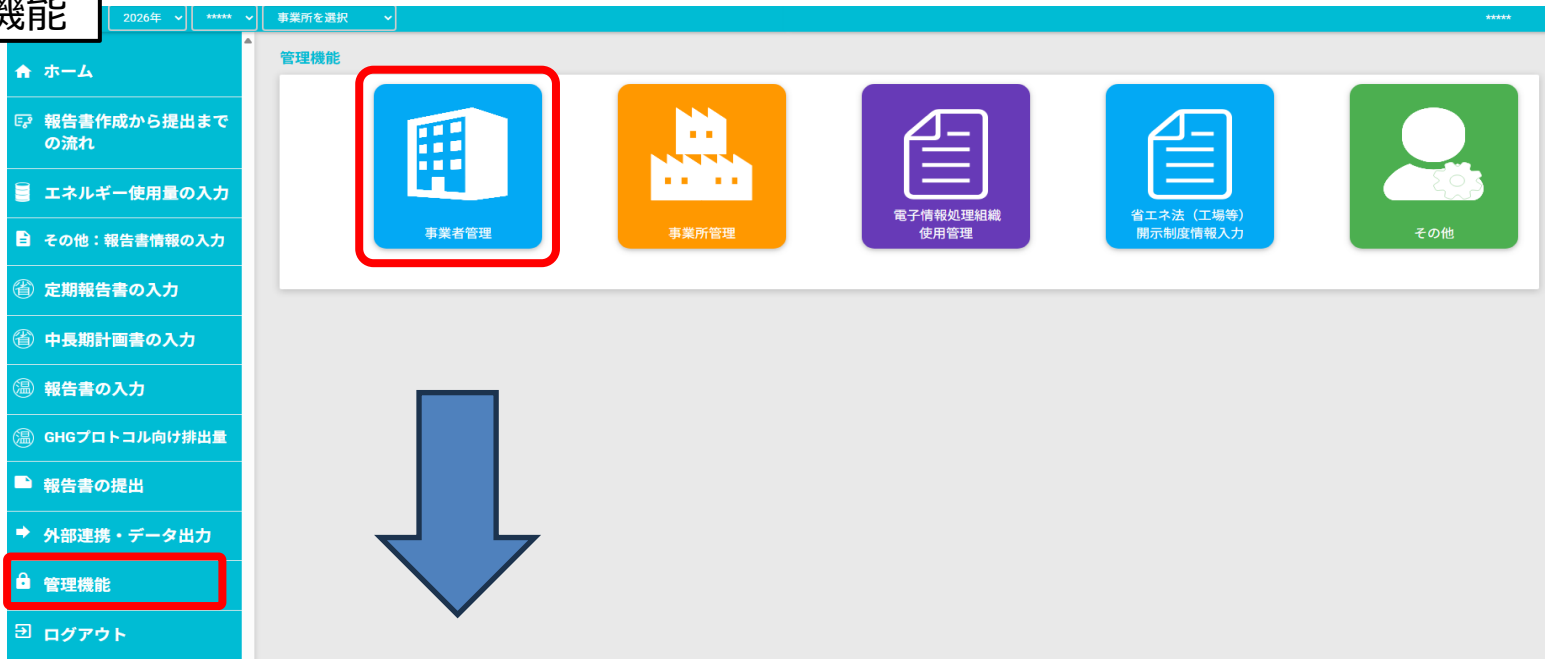 機能
2026年
*****
事業所を選択
*****
ホーム
報告書作成から提出まで
の流れ
エネルギー使用量の入力
その他：報告書情報の入力
省 定期報告書の入力
省 中長期計画書の入力
温 報告書の入力
温 GHGプロトコル向け排出量
報告書の提出
外部連携・データ出力
管理機能
ログアウト
管理機能
事業者管理
事業所管理
電子情報処理組織
使用管理
省エネ法（工場等）
開示制度情報入力
その他